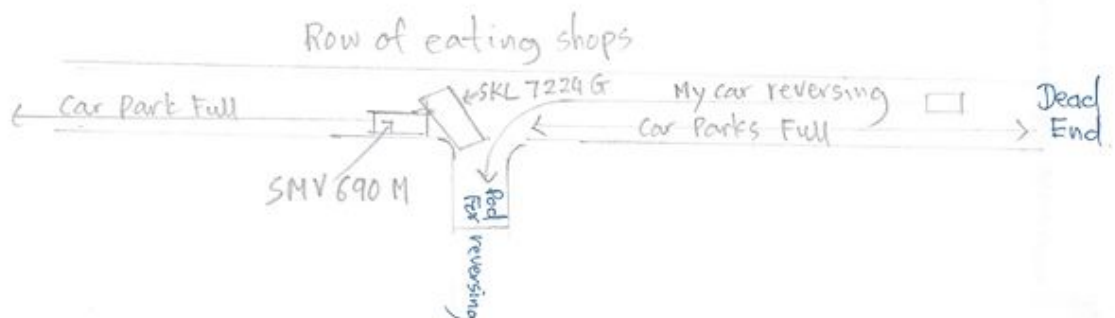 Row of eating shops
Car Park Full
SKL 7224 G
My car reversing
Dead
End
Car Parks Full
SMV 690 M
For reversing